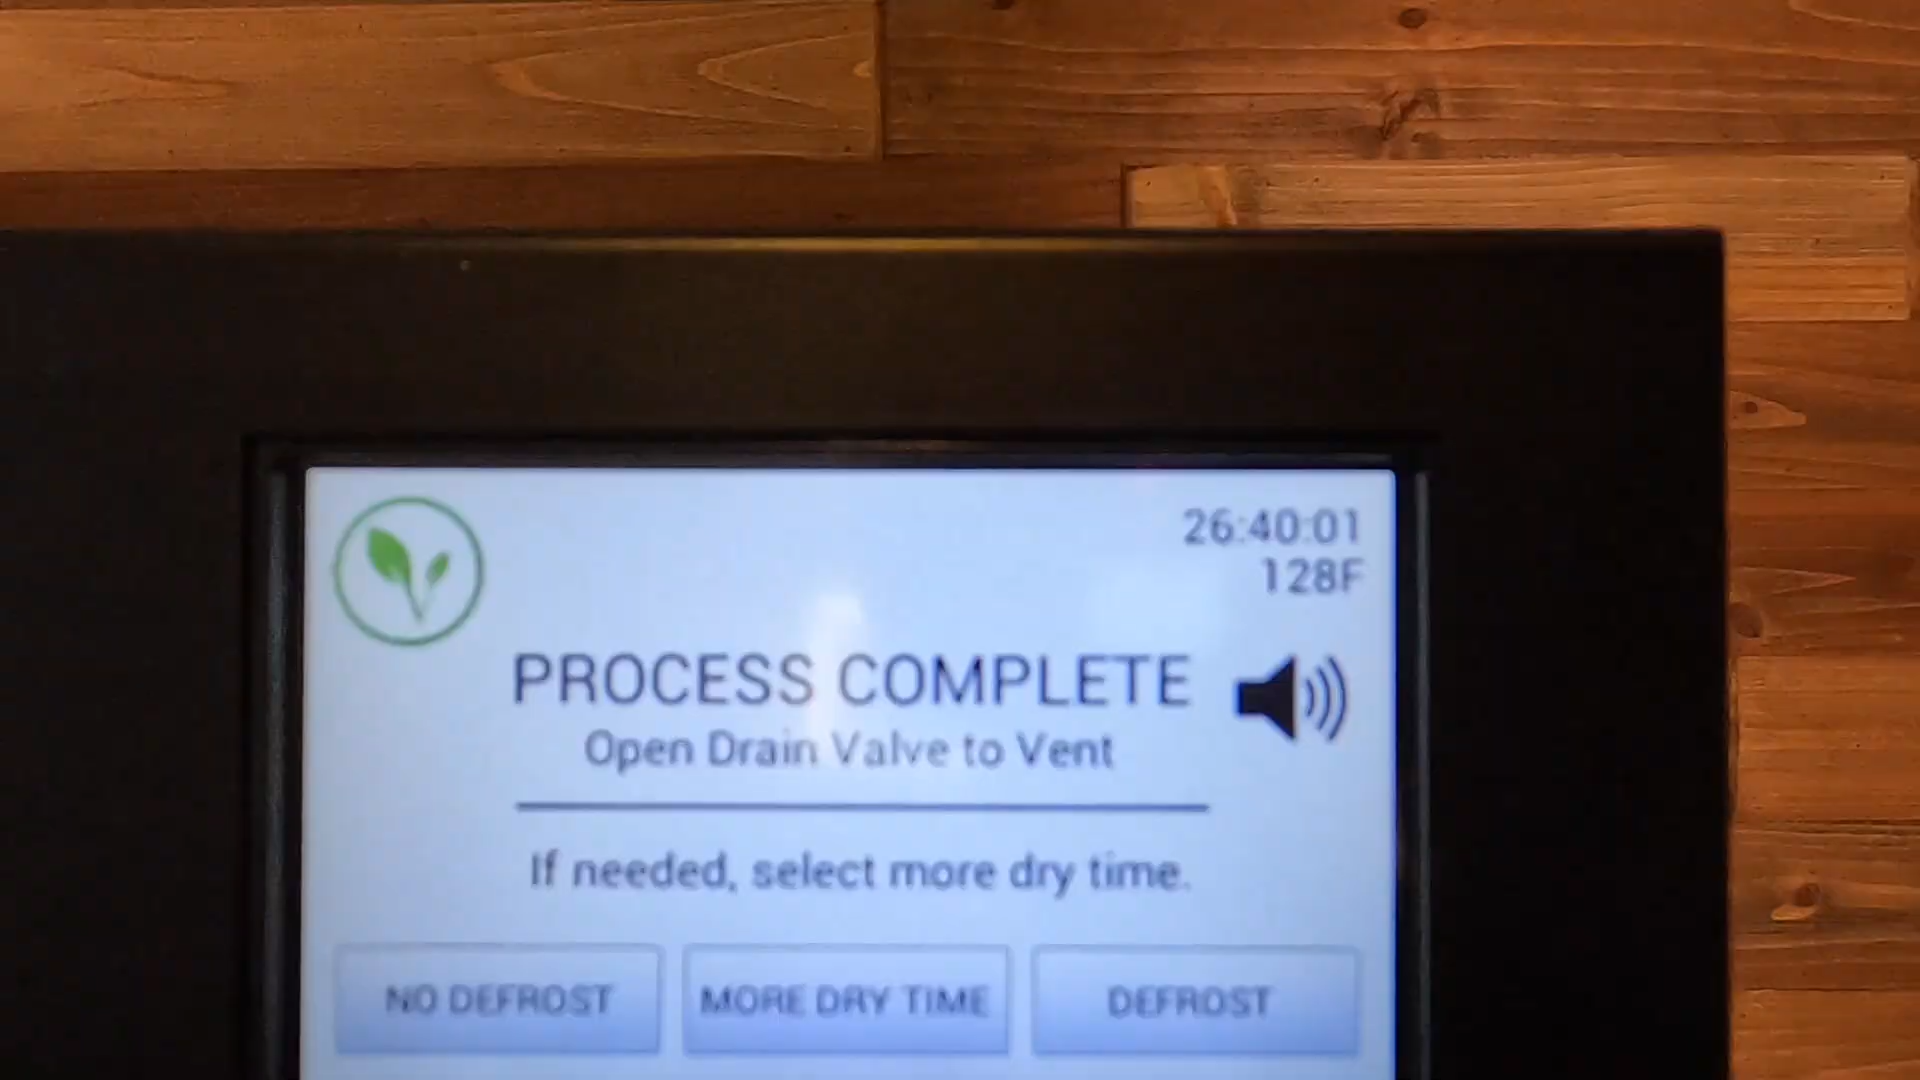 26:40:01
128F
PROCESS COMPLETE
Open Drain Valve to Vent
If needed, select more dry time.
NO DEFROST
MORE DRY TIME
DEFROST